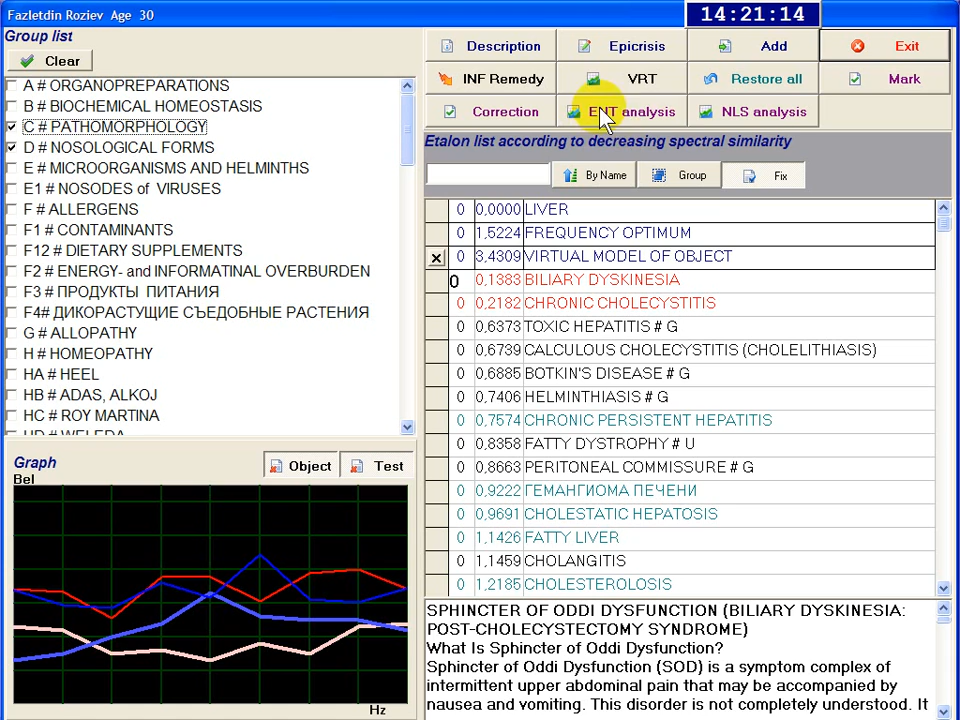 Fazletdin Roziev Age 30
14:21:14
Group list
Clear
A # ORGANOPREPARATIONS
B # BIOCHEMICAL HOMEOSTASIS
C # PATHOMORPHOLOGY
D # NOSOLOGICAL FORMS
E # MICROORGANISMS AND HELMINTHS
E1 # NOSODES of VIRUSES
F # ALLERGENS
F1 # CONTAMINANTS
F12 # DIETARY SUPPLEMENTS
F2 # ENERGY- and INFORMATINAL OVERBURDEN
F3 # ПРОДУКТЫ ПИТАНИЯ
F4# ДИКОРАСТУЩИЕ СЪЕДОБНЫЕ РАСТЕНИЯ
G # ALLOPATHY
H # HOMEOPATHY
HA # HEEL
HB # ADAS, ALKOJ
HC # ROY MARTINA
HD # WELEDA
Graph
Object
Test
Bel
Hz
Description
Epicrisis
Add
Exit
INF Remedy
VRT
Restore all
Mark
Correction
ENT analysis
NLS analysis
Etalon list according to decreasing spectral similarity
By Name
Group
Fix
0 0,0000 LIVER
0 1,5224 FREQUENCY OPTIMUM
0 3,4309 VIRTUAL MODEL OF OBJECT
0 0,1383 BILIARY DYSKINESIA
0 0,2182 CHRONIC CHOLECYSTITIS
0 0,6373 TOXIC HEPATITIS # G
0 0,6739 CALCULOUS CHOLECYSTITIS (CHOLELITHIASIS)
0 0,6885 BOTKIN'S DISEASE # G
0 0,7406 HELMINTHIASIS # G
0 0,7574 CHRONIC PERSISTENT HEPATITIS
0 0,8358 FATTY DYSTROPHY # U
0 0,8663 PERITONEAL COMMISSURE # G
0 0,9222 ГЕМАНГИОМА ПЕЧЕНИ
0 0,9691 CHOLESTATIC HEPATOSIS
0 1,1426 FATTY LIVER
0 1,1459 CHOLANGITIS
0 1,2185 CHOLESTEROLOSIS
SPHINCTER OF ODDI DYSFUNCTION (BILIARY DYSKINESIA:
POST-CHOLECYSTECTOMY SYNDROME)
What Is Sphincter of Oddi Dysfunction?
Sphincter of Oddi Dysfunction (SOD) is a symptom complex of
intermittent upper abdominal pain that may be accompanied by
nausea and vomiting. This disorder is not completely understood. It